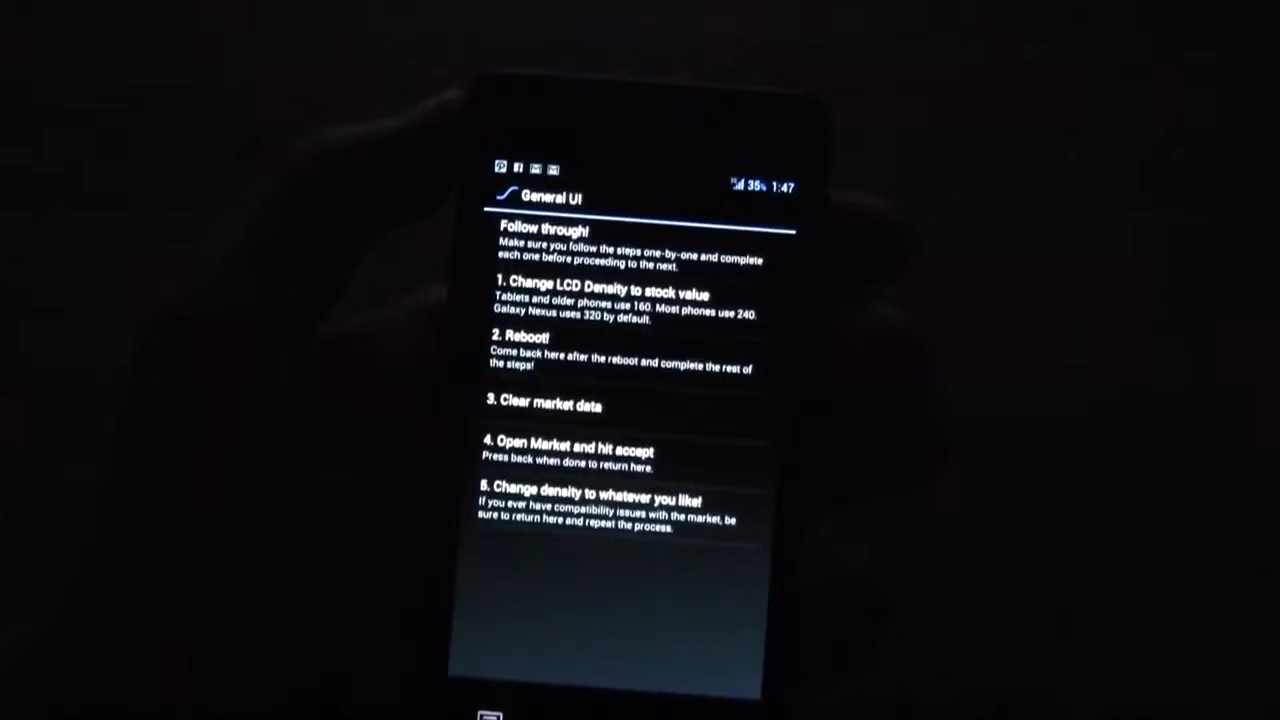 35% 1:47
General UI
Follow through!
Make sure you follow the steps one-by-one and complete
each one before proceeding to the next.
1. Change LCD Density to stock value
Tablets and older phones use 160. Most phones use 240.
Galaxy Nexus uses 320 by default.
2. Reboot!
Come back here after the reboot and complete the rest of
the steps!
3. Clear market data
4. Open Market and hit accept
Press back when done to return here.
5. Change density to whatever you like!
If you ever have compatibility issues with the market, be
sure to return here and repeat the process.